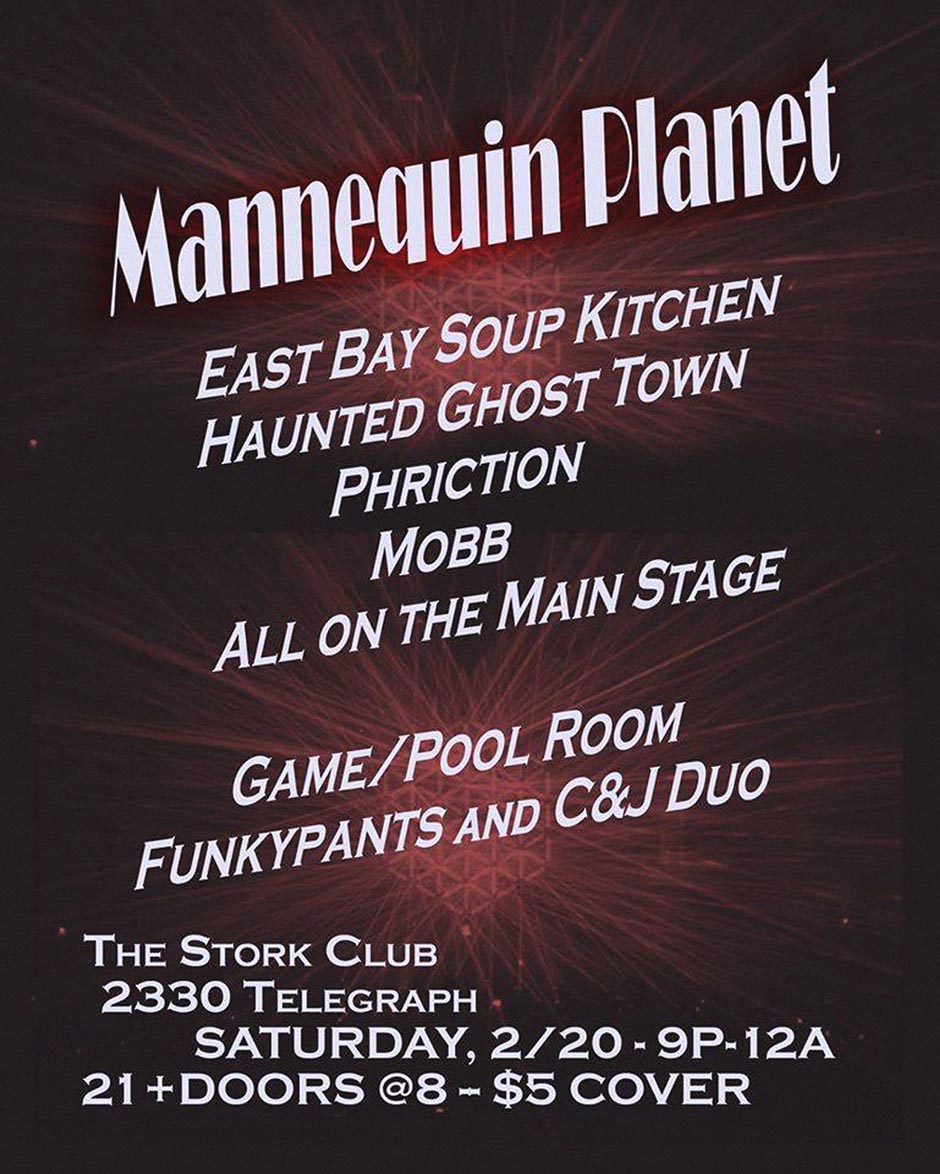 Mannequin Planet
East Bay Soup Kitchen
Haunted Ghost Town
Phriction
Mobb
All on the Main Stage
Game/Pool Room
Funkypants and C&J Duo
The Stork Club
2330 Telegraph
SATURDAY, 2/20 - 9P-12A
21+DOORS @8 – $5 COVER